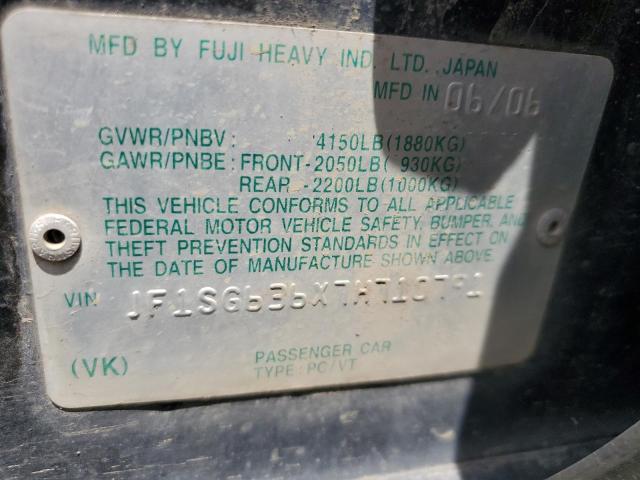 MFD BY FUJI HEAVY IND. LTD. JAPAN
MFD IN 06/06
GVWR/PNBV : 4150LB(1880KG)
GAWR/PNBE : FRONT-2050LB( 930KG)
REAR -2200LB(1000KG)
THIS VEHICLE CONFORMS TO ALL APPLICABLE
FEDERAL MOTOR VEHICLE SAFETY, BUMPER, AND
THEFT PREVENTION STANDARDS IN EFFECT ON
THE DATE OF MANUFACTURE SHOWN ABOVE.
VIN JF1SG636X7H710791
(VK) PASSENGER CAR
TYPE : PC/VT